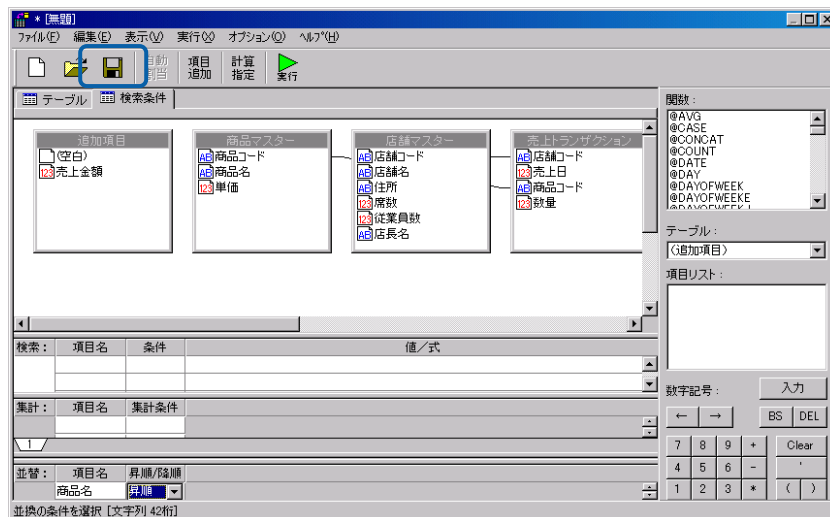 * [無題]
ファイル(F) 編集(E) 表示(V) 実行(X) オプション(O) ヘルプ(H)
自動割当 項目追加 計算指定 実行
テーブル 検索条件
追加項目
(空白)
売上金額
商品マスター
商品コード
商品名
単価
店舗マスター
店舗コード
店舗名
住所
席数
従業員数
店長名
売上トランザクション
店舗コード
売上日
商品コード
数量
検索: 項目名 条件 値/式
集計: 項目名 集計条件
1
並替: 項目名 昇順/降順
商品名 昇順
並換の条件を選択 [文字列 42桁]
関数:
@AVG
@CASE
@CONCAT
@COUNT
@DATE
@DAY
@DAYOFWEEK
@DAYOFWEEKE
@DAYOFWEEKJ
テーブル:
(追加項目)
項目リスト:
数字記号: 入力
← → BS DEL
7 8 9 + Clear
4 5 6 - '
1 2 3 * ( )